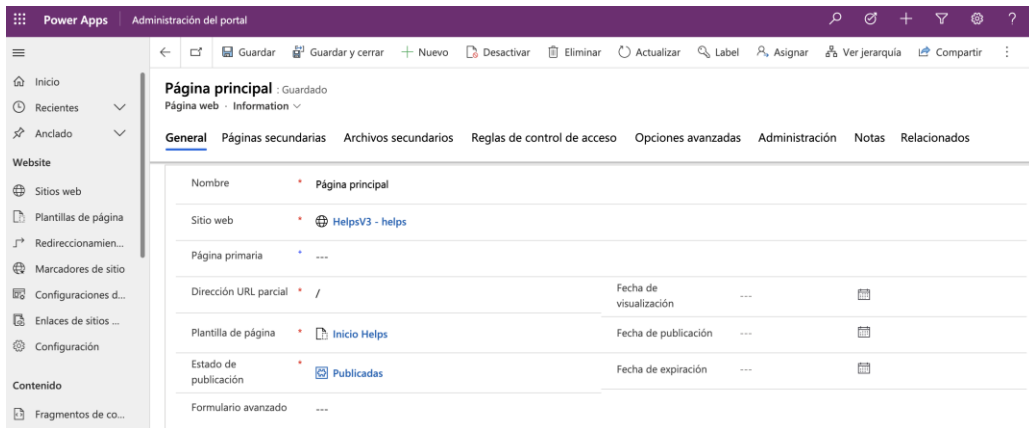 Power Apps Administración del portal ?
Guardar Guardar y cerrar Nuevo Desactivar Eliminar Actualizar Label Asignar Ver jerarquía Compartir
Inicio
Recientes
Anclado
Website
Sitios web
Plantillas de página
Redireccionamien...
Marcadores de sitio
Configuraciones d...
Enlaces de sitios ...
Configuración
Contenido
Fragmentos de co...
Página principal : Guardado
Página web · Information
General Páginas secundarias Archivos secundarios Reglas de control de acceso Opciones avanzadas Administración Notas Relacionados
Nombre * Página principal
Sitio web * HelpsV3 - helps
Página primaria * ---
Dirección URL parcial * /
Fecha de
visualización ---
Plantilla de página * Inicio Helps
Fecha de publicación ---
Estado de
publicación * Publicadas
Fecha de expiración ---
Formulario avanzado ---